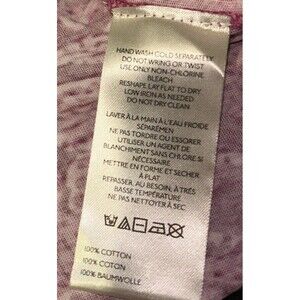 HAND WASH COLD SEPARATELY
DO NOT WRING OR TWIST
USE ONLY NON-CHLORINE
BLEACH
RESHAPE LAY FLAT TO DRY
LOW IRON AS NEEDED
DO NOT DRY CLEAN
LAVER À LA MAIN À L'EAU FROIDE
SÉPARÉMEN
NE PAS TORDRE OU ESSORER
UTILISER UN AGENT DE
BLANCHIMENT SANS CHLORE SI
NÉCESSAIRE
METTRE EN FORME ET SÉCHER
À PLAT
REPASSER, AU BESOIN, À TRÈS
BASSE TEMPÉRATURE
NE PAS NETTOYER À SEC
100% COTTON
100% COTON
100% BAUMWOLLE